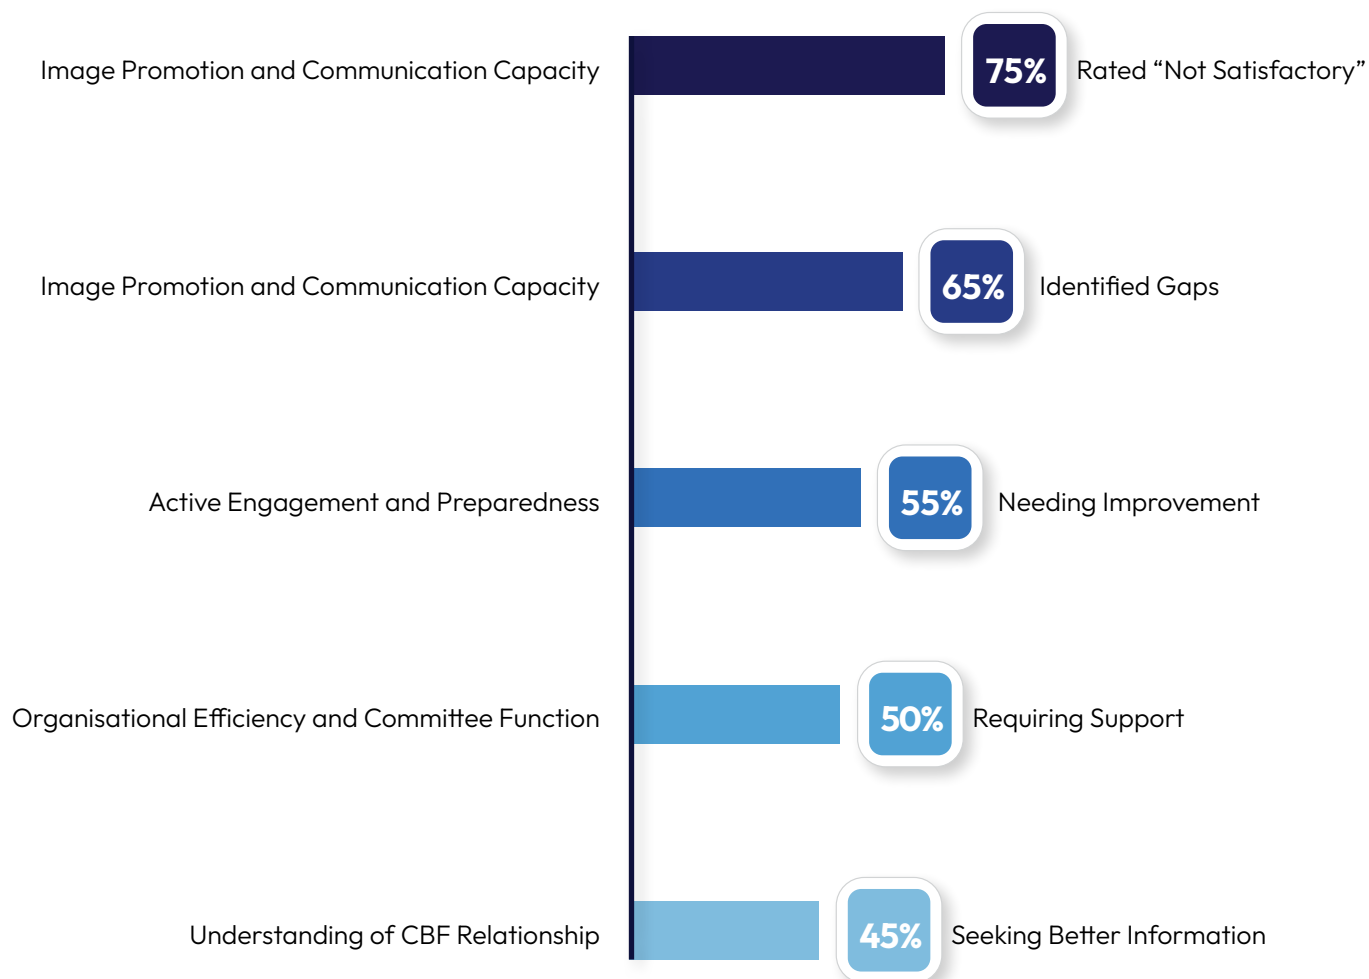 Image Promotion and Communication Capacity 75% Rated “Not Satisfactory”
Image Promotion and Communication Capacity 65% Identified Gaps
Active Engagement and Preparedness 55% Needing Improvement
Organisational Efficiency and Committee Function 50% Requiring Support
Understanding of CBF Relationship 45% Seeking Better Information